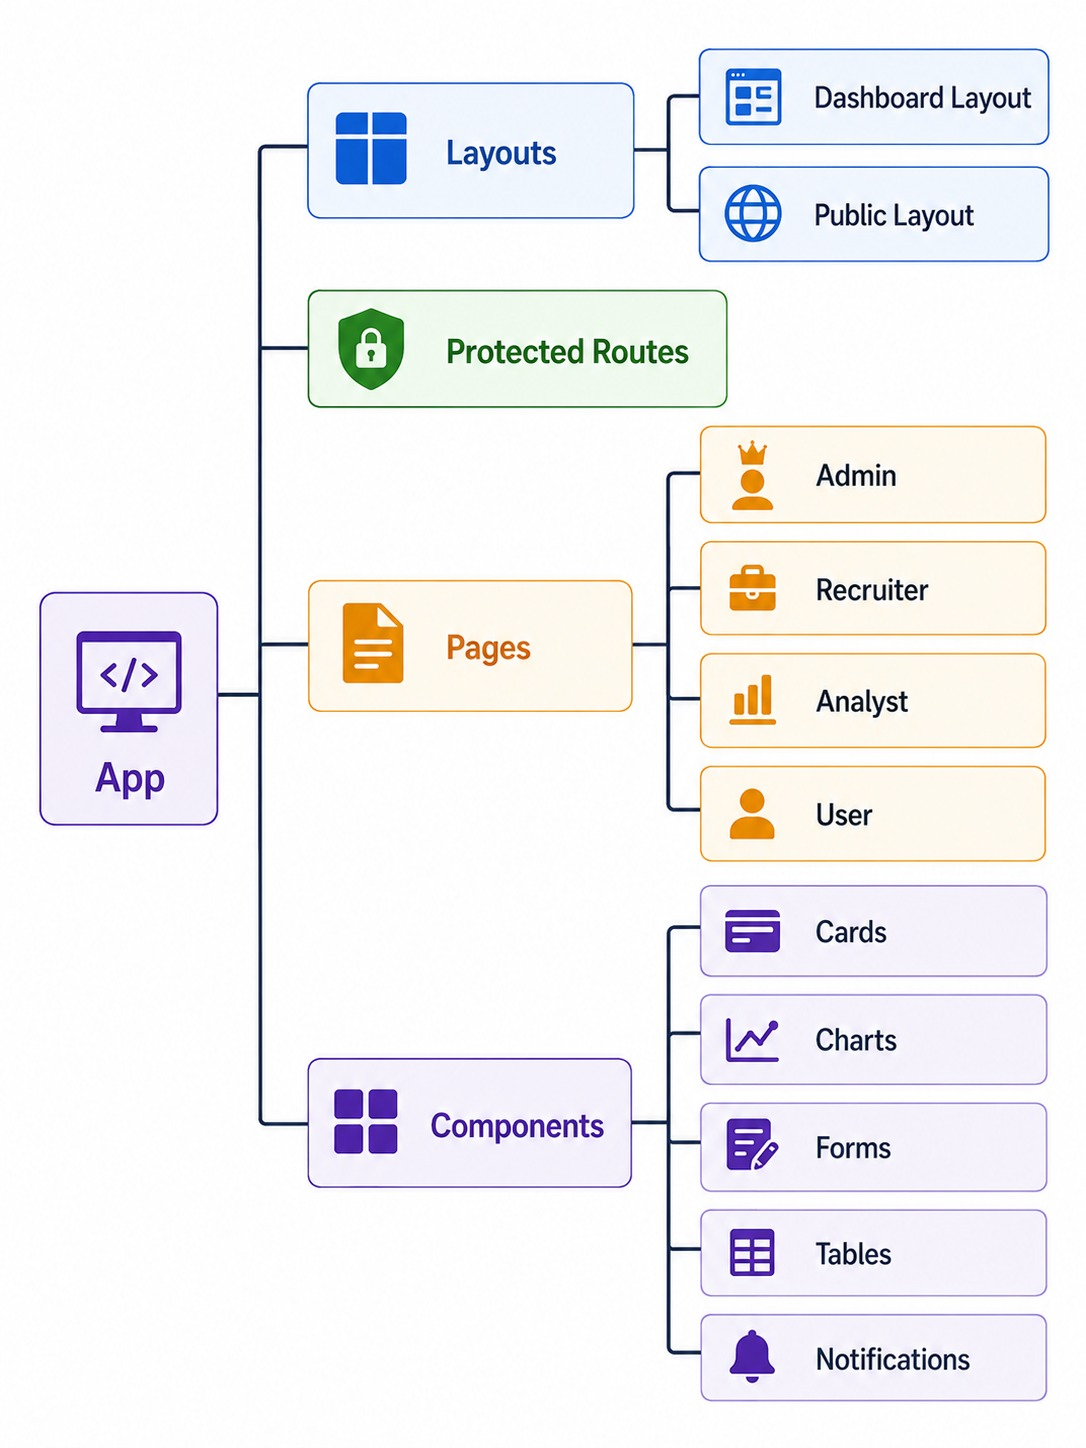 Layouts
Dashboard Layout
Public Layout
Protected Routes
Admin
Recruiter
Pages
Analyst
User
</>
App
Cards
Charts
Components
Forms
Tables
Notifications